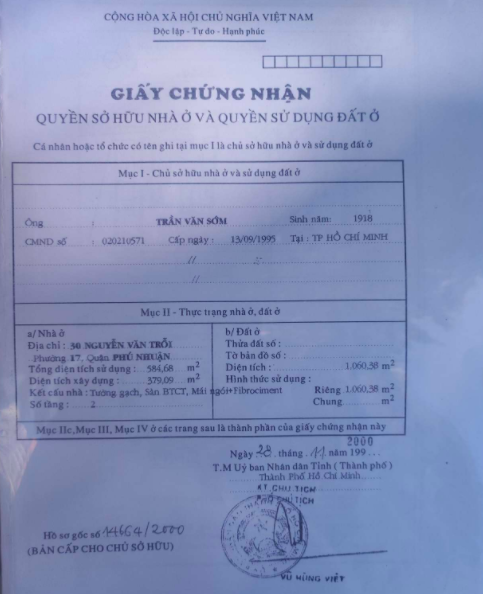 CỘNG HÒA XÃ HỘI CHỦ NGHĨA VIỆT NAM
Độc lập - Tự do - Hạnh phúc
GIẤY CHỨNG NHẬN
QUYỀN SỞ HỮU NHÀ Ở VÀ QUYỀN SỬ DỤNG ĐẤT Ở
Cá nhân hoặc tổ chức có tên ghi tại mục I là chủ sở hữu nhà ở và sử dụng đất ở
Mục I - Chủ sở hữu nhà ở và sử dụng đất ở
Ông : TRẦN VĂN SỚM Sinh năm: 1918
CMND số : 020210571 Cấp ngày : 13/09/1995 Tại : TP HỒ CHÍ MINH
Mục II - Thực trạng nhà ở, đất ở
a/ Nhà ở
Địa chỉ : 30 NGUYỄN VĂN TRỖI
Phường 17, Quận PHÚ NHUẬN
Tổng diện tích sử dụng : 584,68 m2
Diện tích xây dựng : 379,09 m2
Kết cấu nhà : Tường gạch, Sàn BTCT, Mái ngói+Fibrociment
Số tầng : 2
b/ Đất ở
Thửa đất số :
Tờ bản đồ số :
Diện tích : 1.060,38 m2
Hình thức sử dụng :
Riêng 1.060,38 m2
Chung m2
Mục IIc, Mục III, Mục IV ở các trang sau là thành phần của giấy chứng nhận này
2000
Ngày 28 tháng 11 năm 199...
T.M Uỷ ban Nhân dân Tỉnh ( Thành phố )
Thành Phố Hồ Chí Minh
KT CHỦ TỊCH
PHÓ CHỦ TỊCH
Hồ sơ gốc số 14664/2000
(BẢN CẤP CHO CHỦ SỞ HỮU)
VŨ HÙNG VIỆT